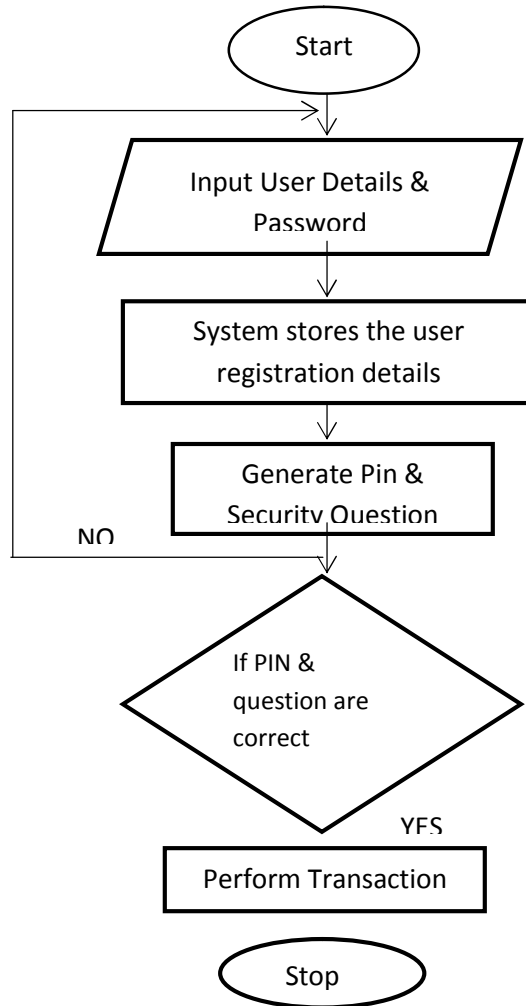 Start
Input User Details &
Password
System stores the user
registration details
Generate Pin &
Security Question
NO
If PIN &
question are
correct
YES
Perform Transaction
Stop